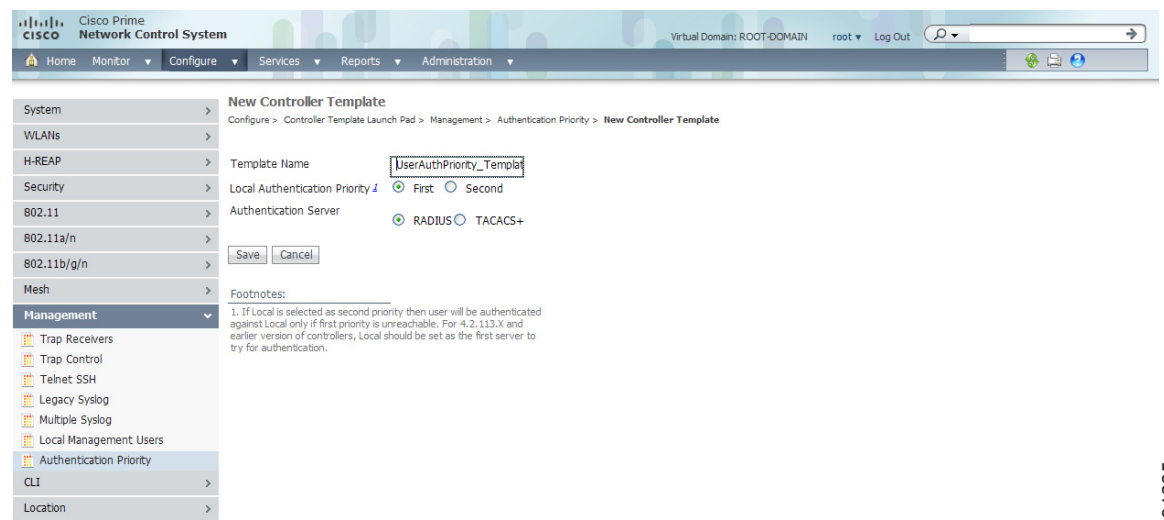 Cisco Prime
CISCO Network Control System
Virtual Domain: ROOT-DOMAIN root Log Out
Home Monitor Configure Services Reports Administration
System
WLANs
H-REAP
Security
802.11
802.11a/n
802.11b/g/n
Mesh
Management
Trap Receivers
Trap Control
Telnet SSH
Legacy Syslog
Multiple Syslog
Local Management Users
Authentication Priority
CLI
Location
New Controller Template
Configure > Controller Template Launch Pad > Management > Authentication Priority > New Controller Template
Template Name UserAuthPriority_Templat
Local Authentication Priority 1 First Second
Authentication Server RADIUS TACACS+
Save Cancel
Footnotes:
1. If Local is selected as second priority then user will be authenticated
against Local only if first priority is unreachable. For 4.2.113.X and
earlier version of controllers, Local should be set as the first server to
try for authentication.